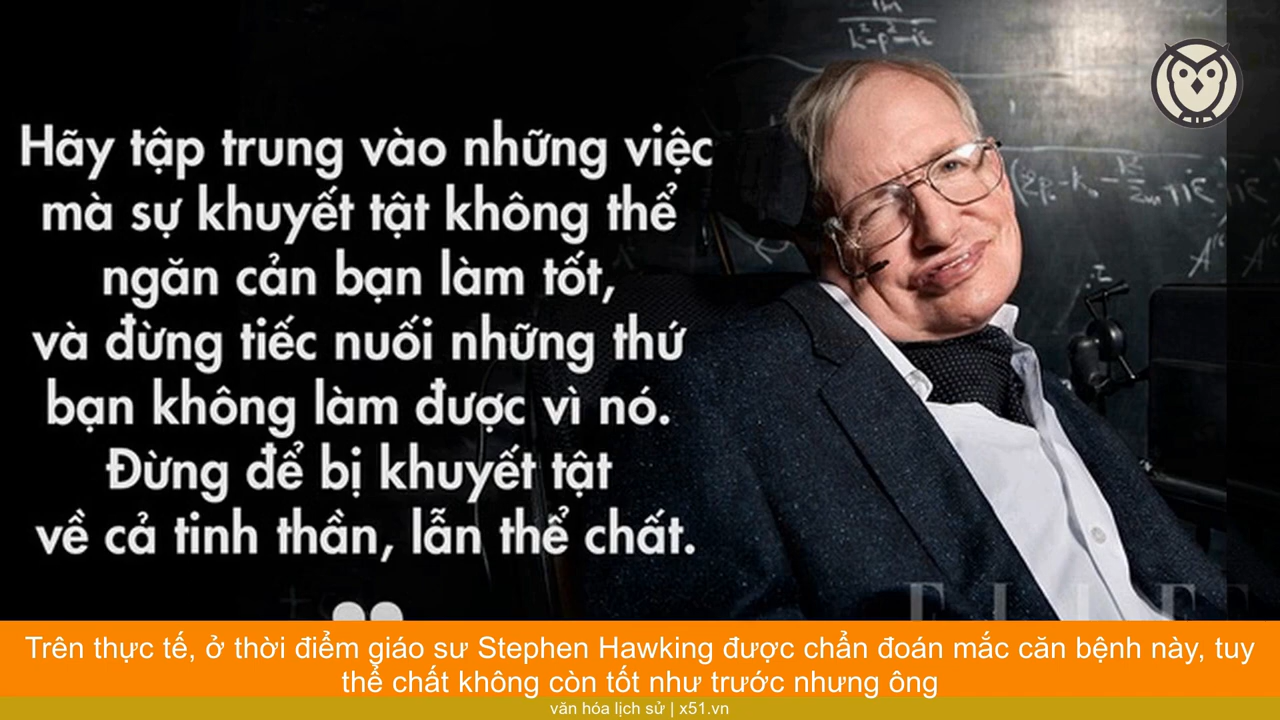 Hãy tập trung vào những việc
mà sự khuyết tật không thể
ngăn cản bạn làm tốt,
và đừng tiếc nuối những thứ
bạn không làm được vì nó.
Đừng để bị khuyết tật
về cả tinh thần, lẫn thể chất.
ELLE
Trên thực tế, ở thời điểm giáo sư Stephen Hawking được chẩn đoán mắc căn bệnh này, tuy
thể chất không còn tốt như trước nhưng ông
văn hóa lịch sử | x51.vn